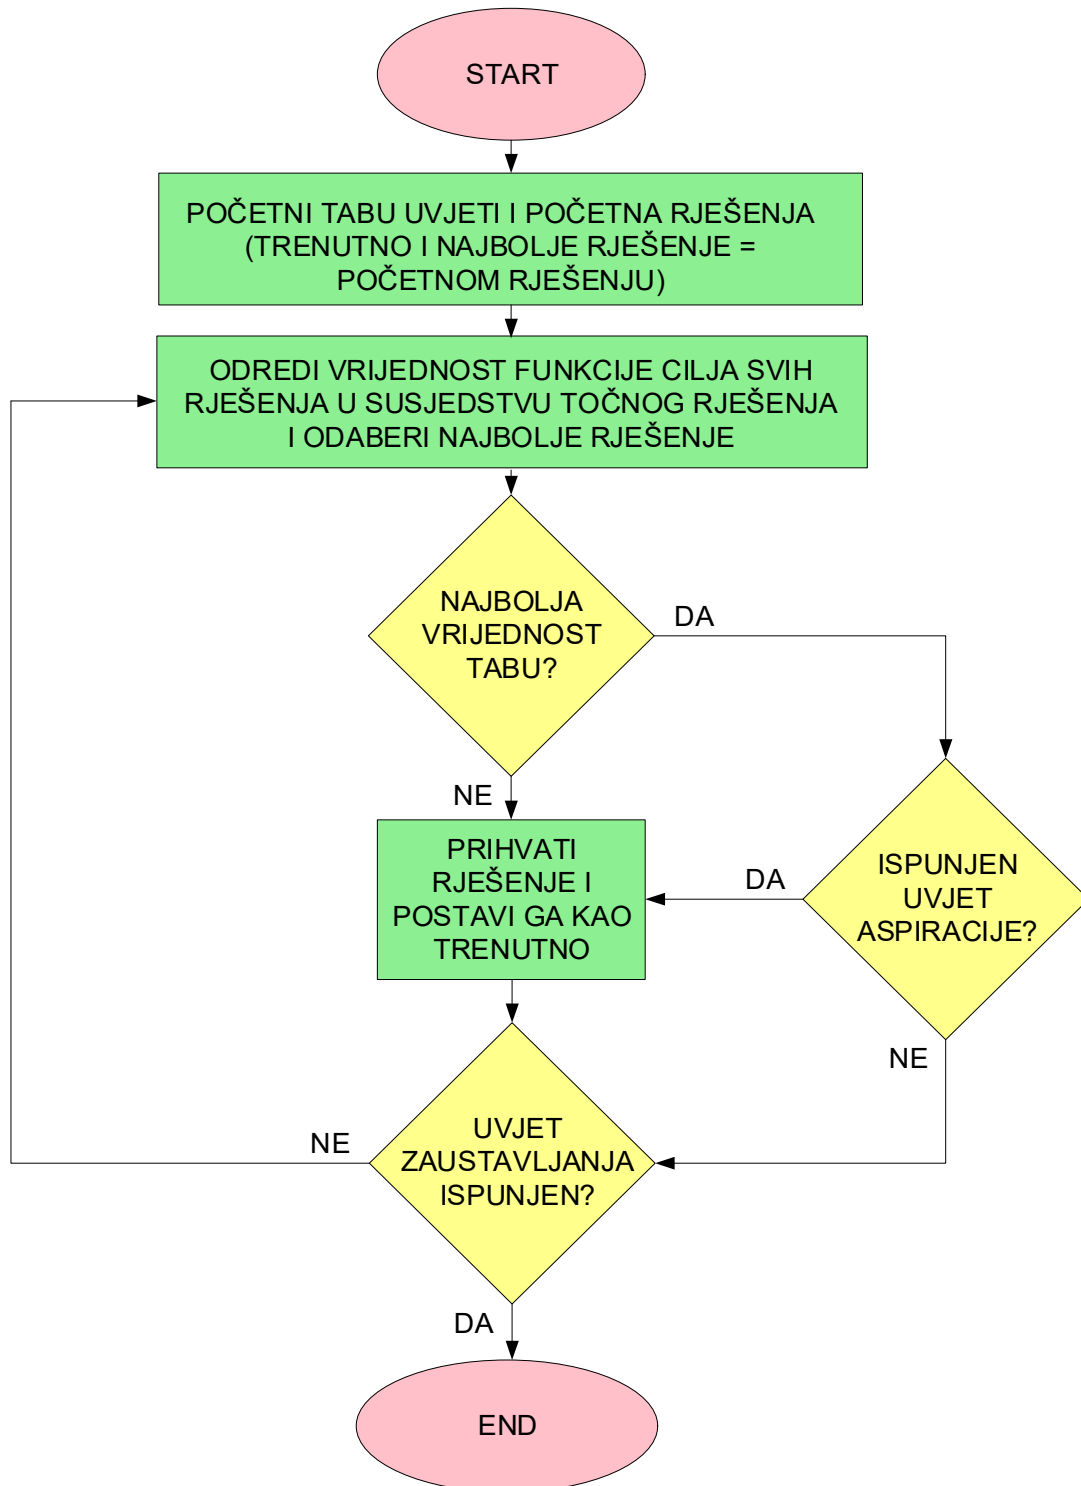 START
POČETNI TABU UVJETI I POČETNA RJEŠENJA
(TRENUTNO I NAJBOLJE RJEŠENJE =
POČETNOM RJEŠENJU)
ODREDI VRIJEDNOST FUNKCIJE CILJA SVIH
RJEŠENJA U SUSJEDSTVU TOČNOG RJEŠENJA
I ODABERI NAJBOLJE RJEŠENJE
NAJBOLJA
VRIJEDNOST
TABU?
DA
NE
PRIHVATI
RJEŠENJE I
POSTAVI GA KAO
TRENUTNO
DA
ISPUNJEN
UVJET
ASPIRACIJE?
NE
UVJET
ZAUSTAVLJANJA
ISPUNJEN?
NE
DA
END